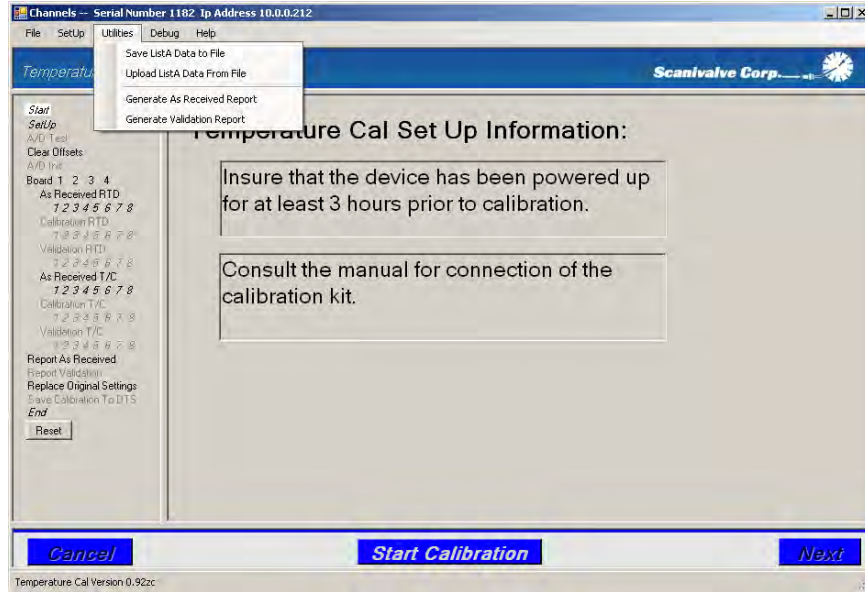 Channels -- Serial Number 1182 Ip Address 10.0.0.212
File SetUp Utilities Debug Help
Save ListA Data to File
Upload ListA Data From File
Generate As Received Report
Generate Validation Report
Scanivalve Corp.
Start
SetUp
A/D Test
Clear Offsets
A/D Init
Board 1 2 3 4
As Received RTD
1 2 3 4 5 6 7 8
Calibration RTD
1 2 3 4 5 6 7 8
Validation RTD
1 2 3 4 5 6 7 8
As Received T/C
1 2 3 4 5 6 7 8
Calibration T/C
1 2 3 4 5 6 7 8
Validation T/C
1 2 3 4 5 6 7 8
Report As Received
Report Validation
Replace Original Settings
Save Calibration To DTS
End
Reset
Temperature Cal Set Up Information:
Insure that the device has been powered up
for at least 3 hours prior to calibration.
Consult the manual for connection of the
calibration kit.
Cancel Start Calibration Next
Temperature Cal Version 0.92zc